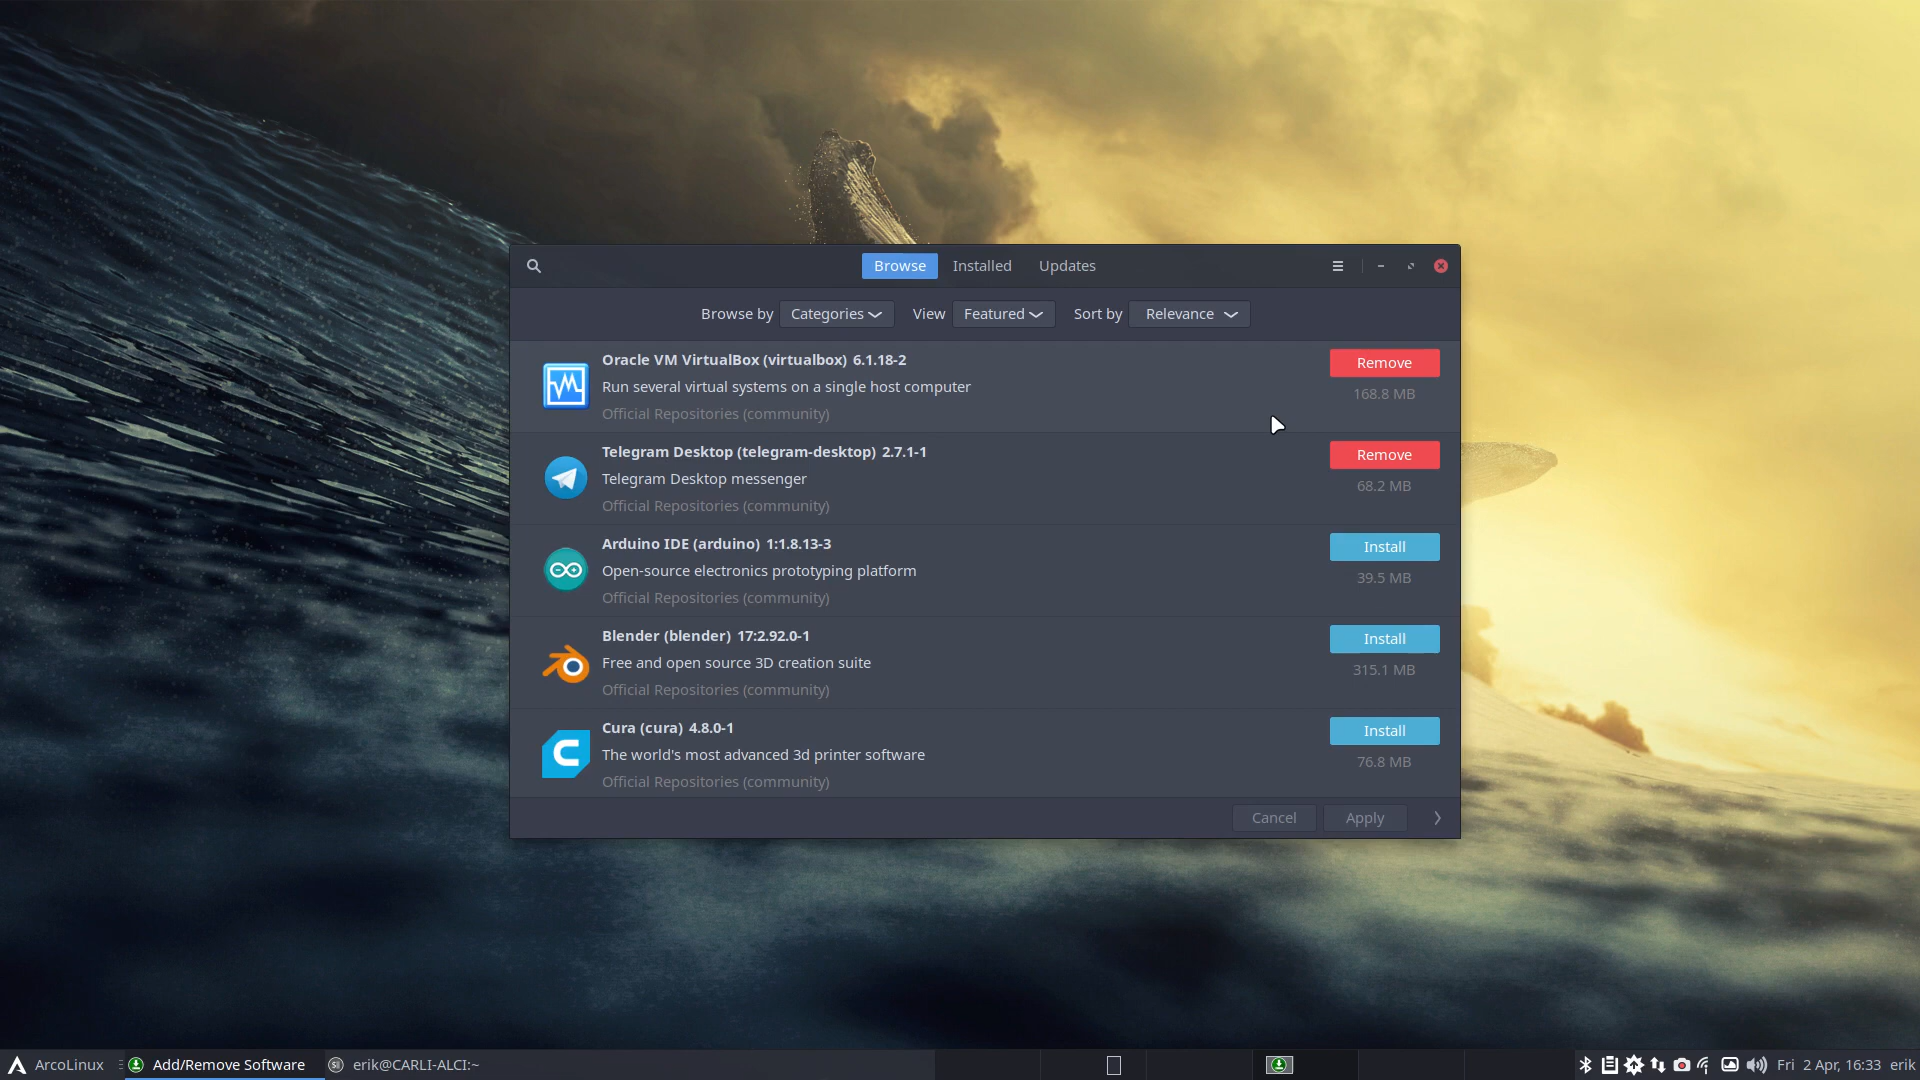 Browse Installed Updates
Browse by Categories View Featured Sort by Relevance
Oracle VM VirtualBox (virtualbox) 6.1.18-2
Remove
Run several virtual systems on a single host computer
168.8 MB
Official Repositories (community)
Telegram Desktop (telegram-desktop) 2.7.1-1
Remove
Telegram Desktop messenger
68.2 MB
Official Repositories (community)
Arduino IDE (arduino) 1:1.8.13-3
Install
Open-source electronics prototyping platform
39.5 MB
Official Repositories (community)
Blender (blender) 17:2.92.0-1
Install
Free and open source 3D creation suite
315.1 MB
Official Repositories (community)
Cura (cura) 4.8.0-1
Install
The world's most advanced 3d printer software
76.8 MB
Official Repositories (community)
Cancel Apply
ArcoLinux Add/Remove Software erik@CARLI-ALCI:~ Fri 2 Apr, 16:33 erik